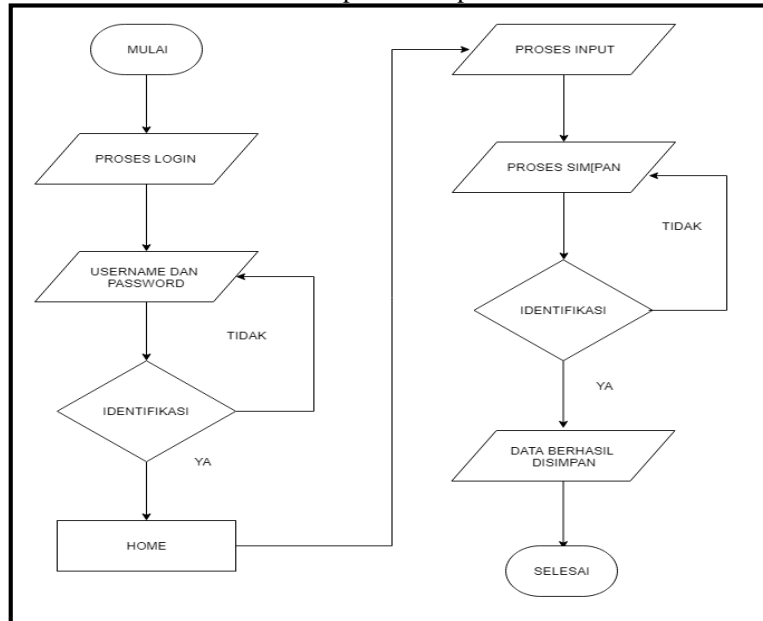 MULAI
PROSES LOGIN
USERNAME DAN
PASSWORD
TIDAK
IDENTIFIKASI
YA
HOME
PROSES INPUT
PROSES SIM[PAN
TIDAK
IDENTIFIKASI
YA
DATA BERHASIL
DISIMPAN
SELESAI